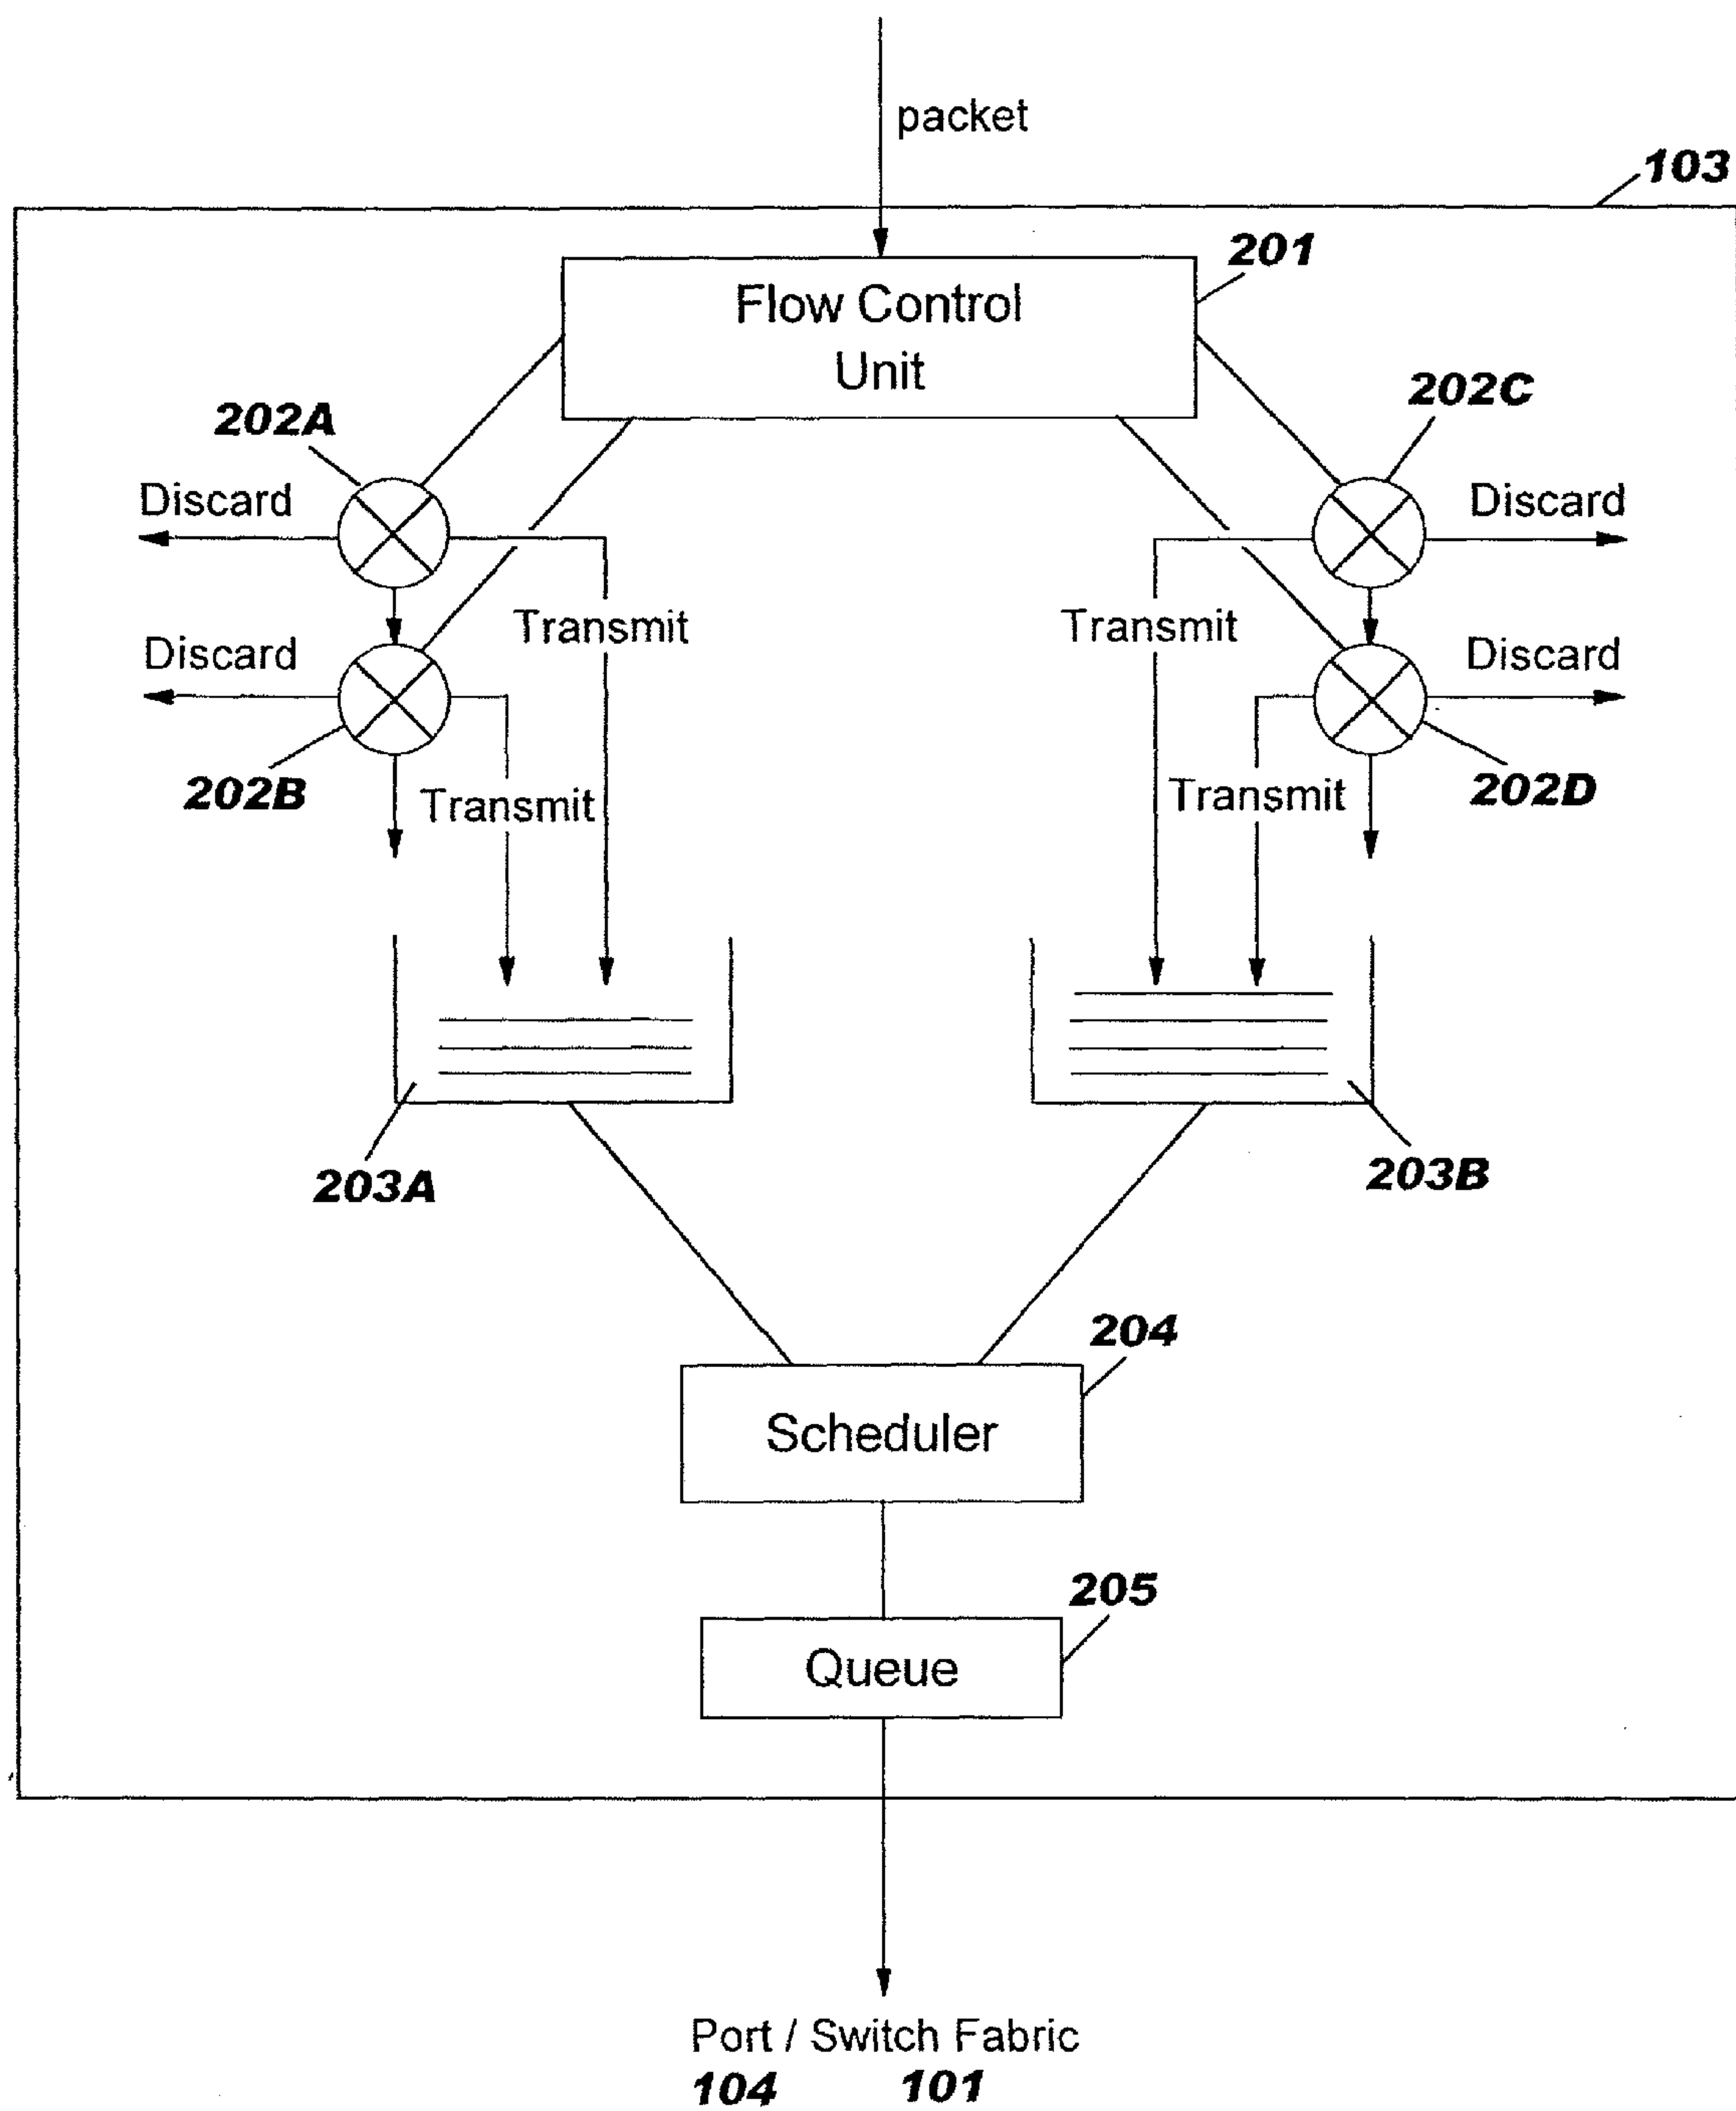 packet
103
201
Flow Control
Unit
202A
202C
Discard
Discard
Transmit
Transmit
Discard
Discard
202B
Transmit
Transmit
202D
203A
203B
204
Scheduler
205
Queue
Port / Switch Fabric
104 101